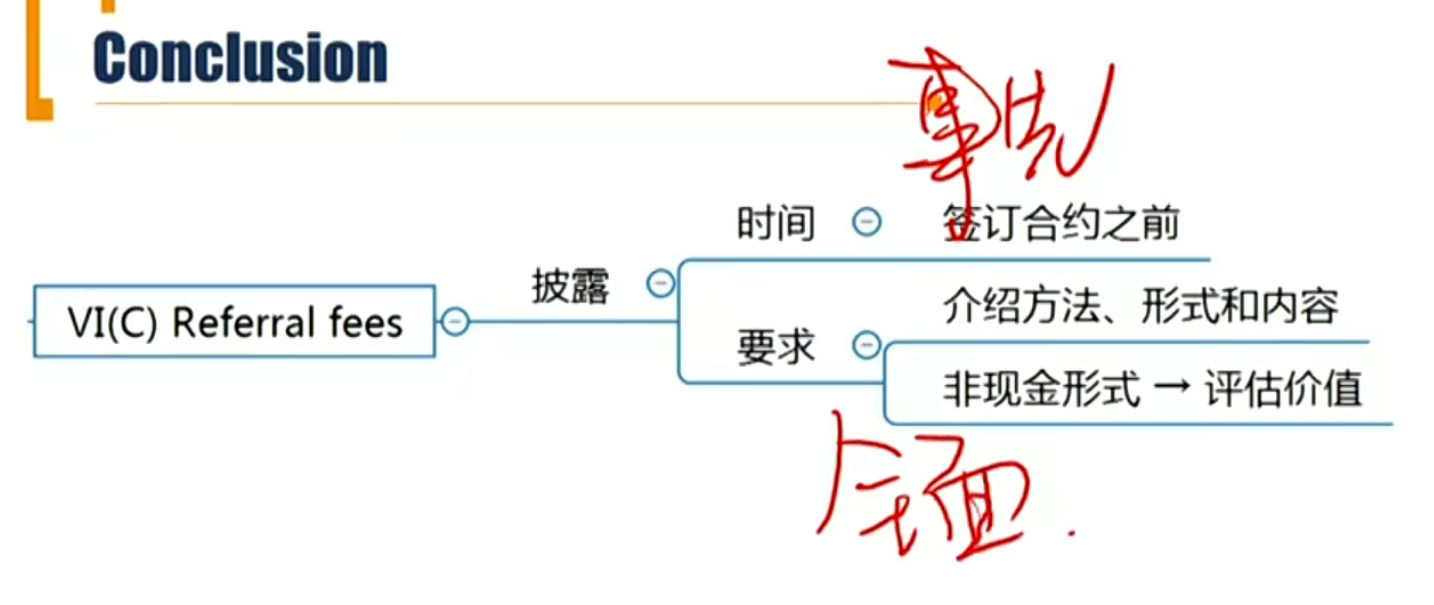 Conclusion
事先
时间 签订合约之前
披露
VI(C) Referral fees
介绍方法、形式和内容
要求
非现金形式 → 评估价值
全面.